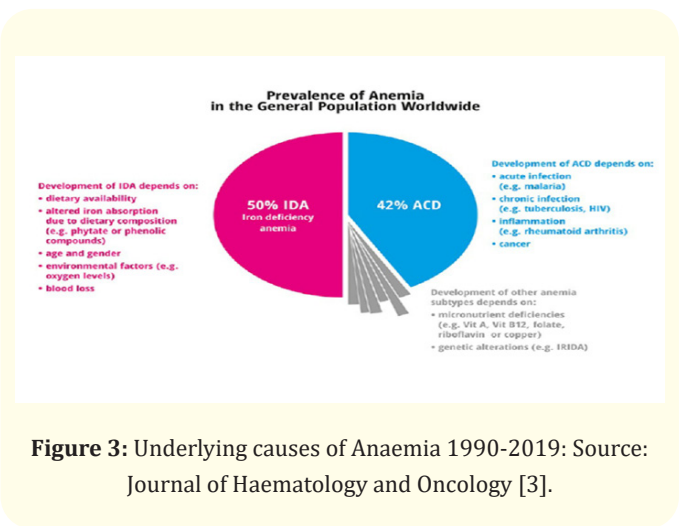 Prevalence of Anemia
in the General Population Worldwide
Development of IDA depends on:
• dietary availability
• altered iron absorption
due to dietary composition
(e.g. phytate or phenolic
compounds)
• age and gender
• environmental factors (e.g.
oxygen levels)
• blood loss
50% IDA
Iron deficiency
anemia
42% ACD
Development of ACD depends on:
• acute infection
(e.g. malaria)
• chronic infection
(e.g. tuberculosis, HIV)
• inflammation
(e.g. rheumatoid arthritis)
• cancer
Development of other anemia
subtypes depends on:
• micronutrient deficiencies
(e.g. Vit A, Vit B12, folate,
riboflavin or copper)
• genetic alterations (e.g. IRIDA)
Figure 3: Underlying causes of Anaemia 1990-2019: Source:
Journal of Haematology and Oncology [3].